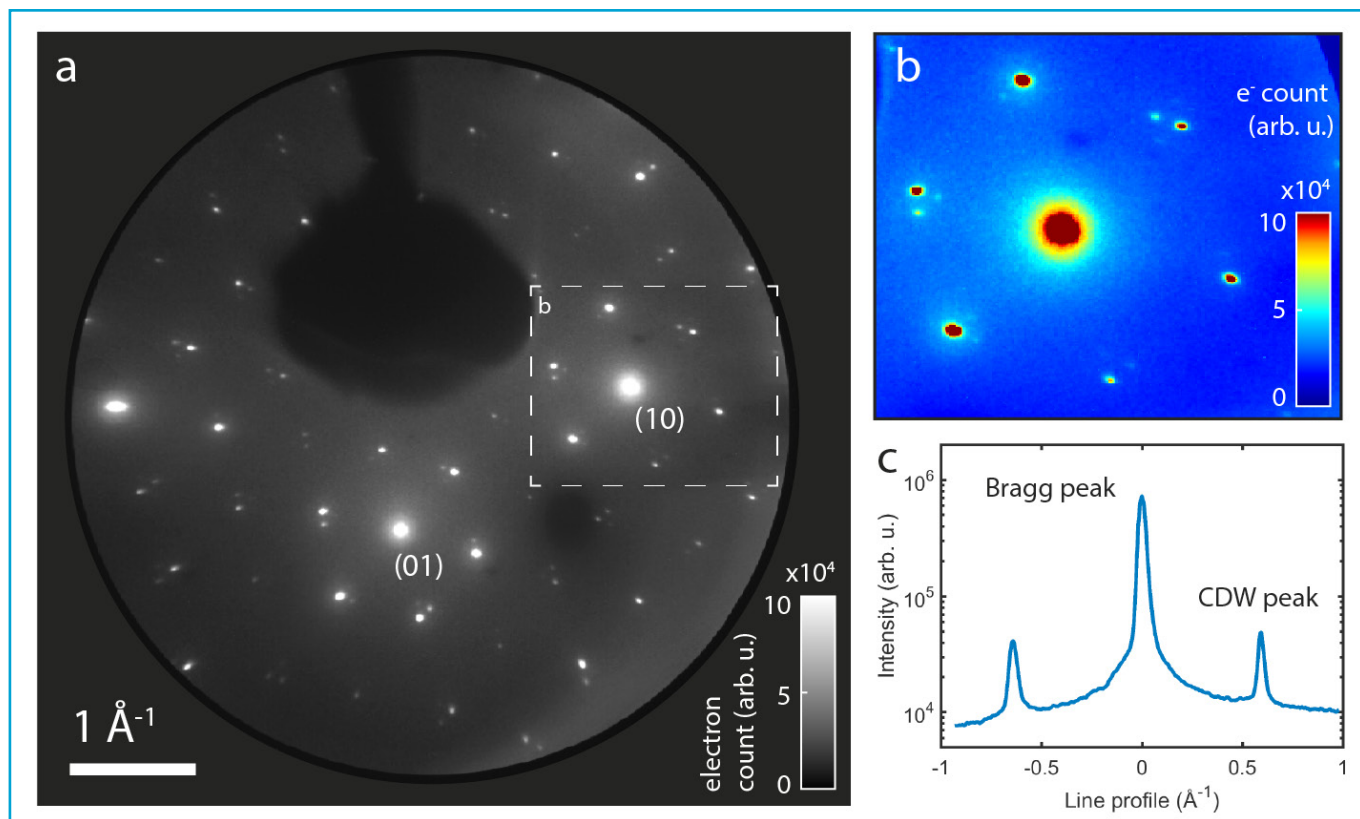 a
b
(10)
(01)
1 Å⁻¹
electron
count (arb. u.)
x10⁴
10
5
0
b
e⁻ count
(arb. u.)
x10⁴
10
5
0
c
Bragg peak
CDW peak
Intensity (arb. u.)
10⁶
10⁵
10⁴
-1
-0.5
0
0.5
1
Line profile (Å⁻¹)